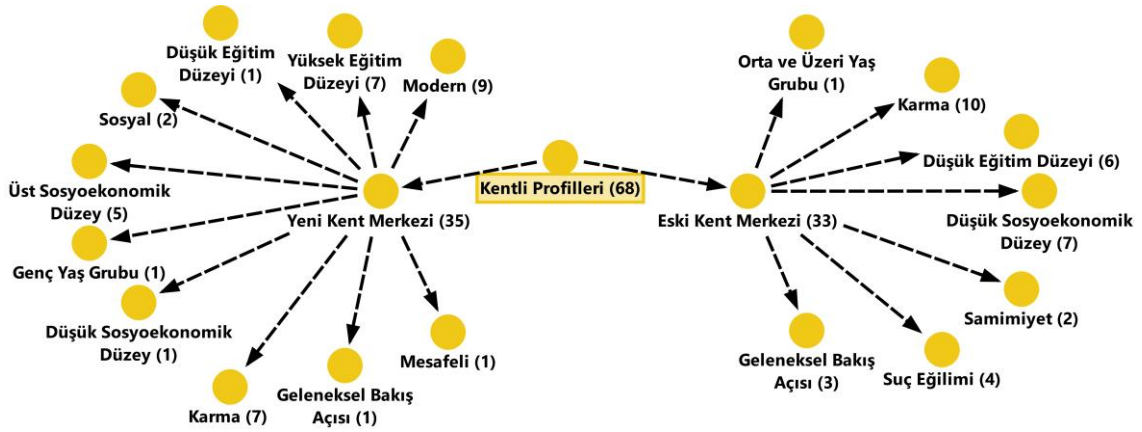 Düşük Eğitim
Düzeyi (1)
Yüksek Eğitim
Düzeyi (7)
Modern (9)
Sosyal (2)
Üst Sosyoekonomik
Düzey (5)
Genç Yaş Grubu (1)
Düşük Sosyoekonomik
Düzey (1)
Karma (7)
Geleneksel Bakış
Açısı (1)
Mesafeli (1)
Yeni Kent Merkezi (35)
Kentli Profilleri (68)
Eski Kent Merkezi (33)
Orta ve Üzeri Yaş
Grubu (1)
Karma (10)
Düşük Eğitim Düzeyi (6)
Düşük Sosyoekonomik
Düzey (7)
Samimiyet (2)
Suç Eğilimi (4)
Geleneksel Bakış
Açısı (3)